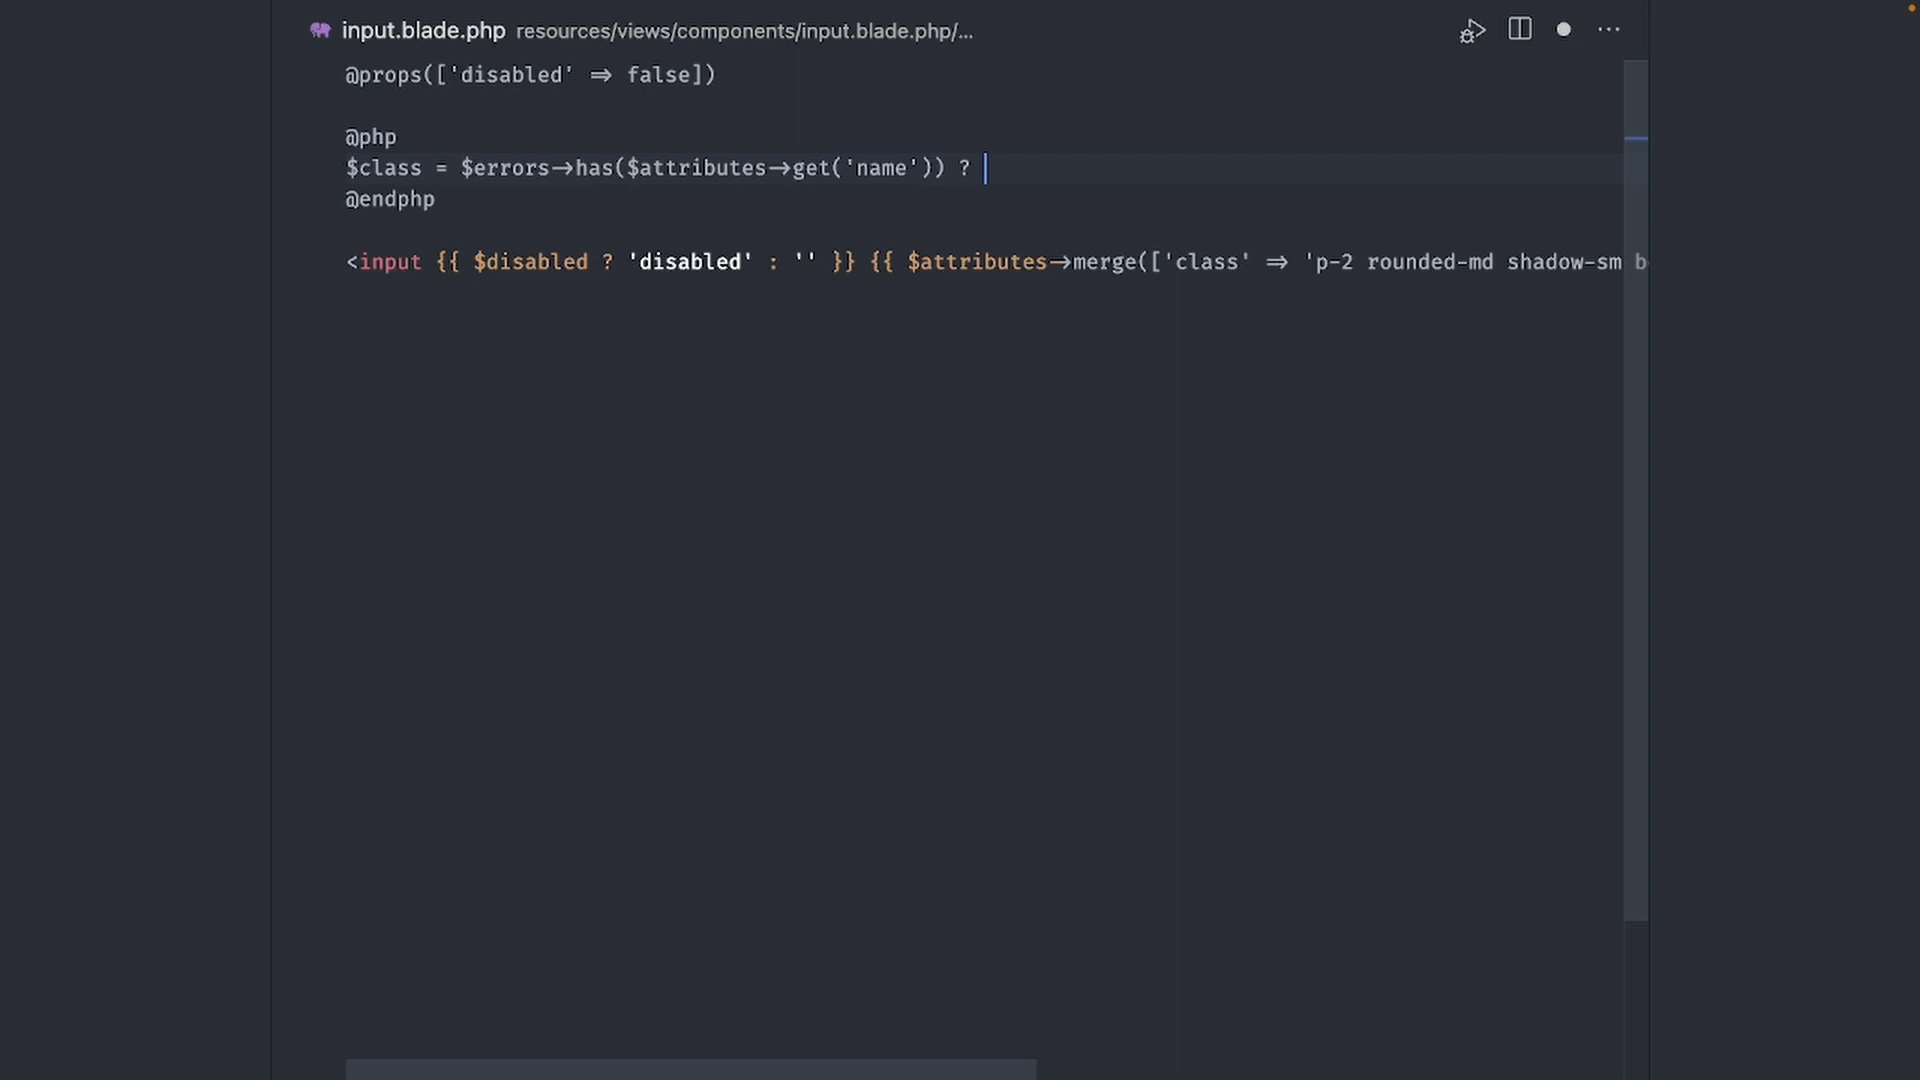 input.blade.php resources/views/components/input.blade.php/...
@props(['disabled' => false])
@php
$class = $errors->has($attributes->get('name')) ?
@endphp
<input {{ $disabled ? 'disabled' : '' }} {{ $attributes->merge(['class' => 'p-2 rounded-md shadow-sm b